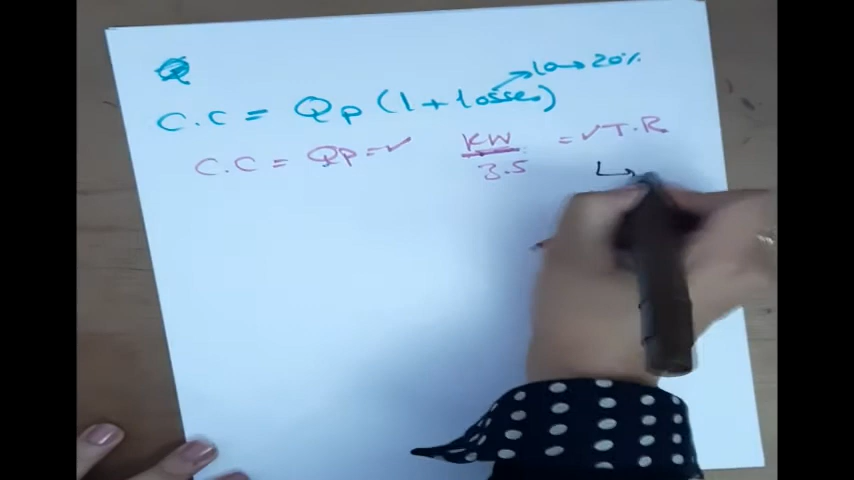 Q
10 → 20%
C.C = Qp (1 + losses)
C.C = Qp = ✓ KW/3.5 = ✓ T.R